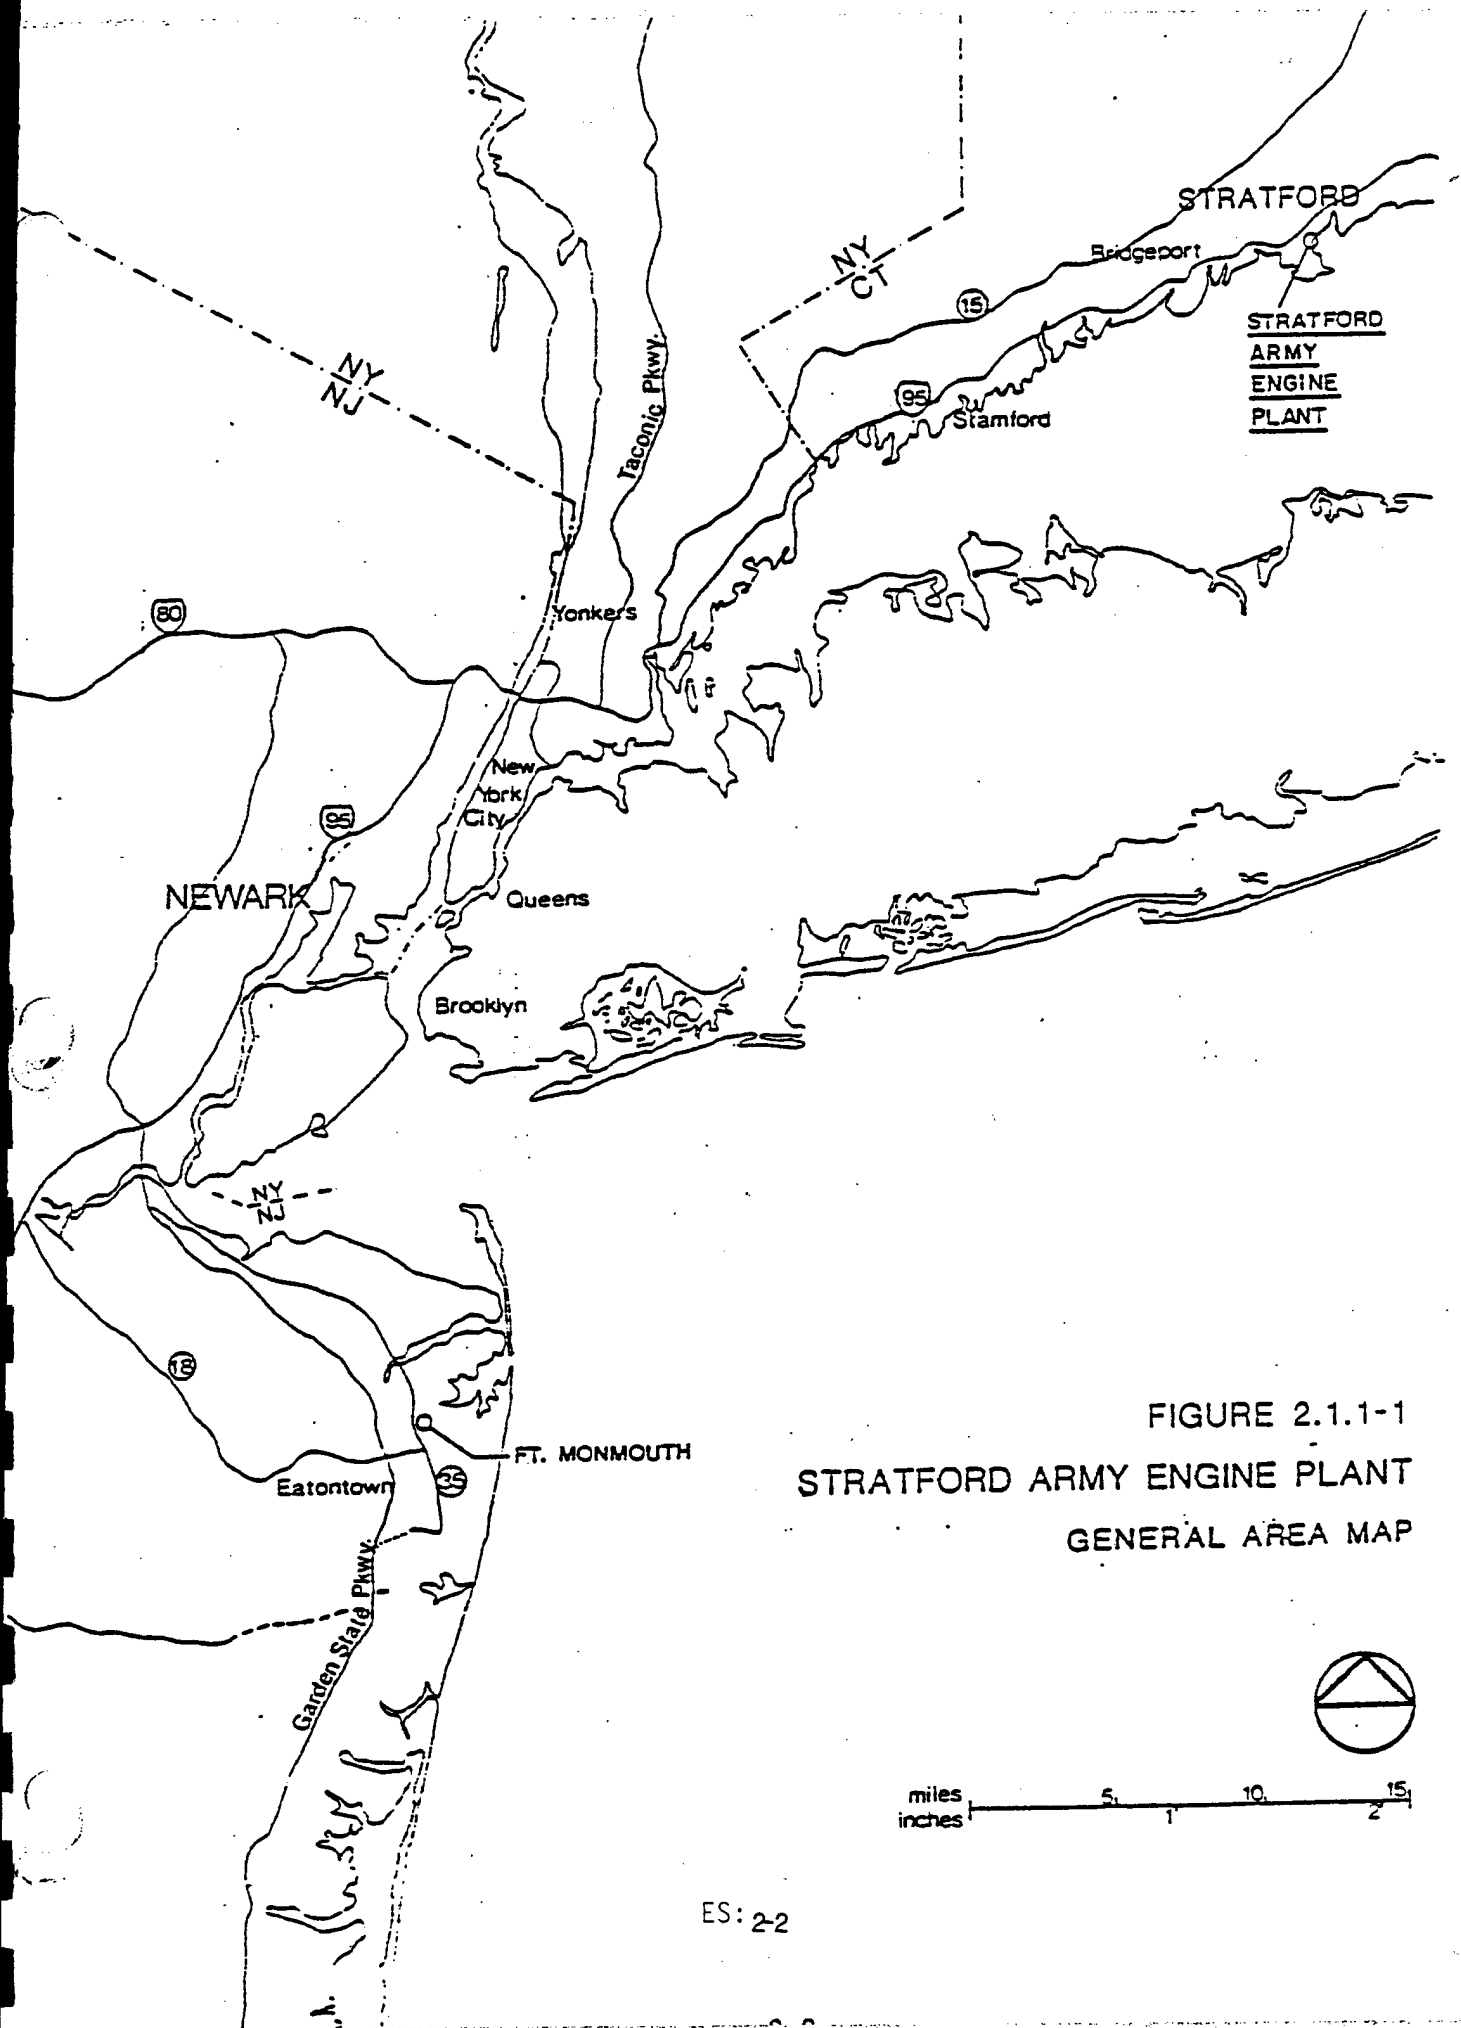 STRATFORD
Bridgeport
NY
CT
15
STRATFORD
ARMY
ENGINE
PLANT
NY
NJ
Taconic Pkwy.
95
Stamford
80
Yonkers
New
York
City
95
NEWARK
Queens
Brooklyn
NY
NJ
18
FT. MONMOUTH
Eatontown
35
Garden State Pkwy.
FIGURE 2.1.1-1
STRATFORD ARMY ENGINE PLANT
GENERAL AREA MAP
miles 5 10 15
inches 1 2
ES: 2-2